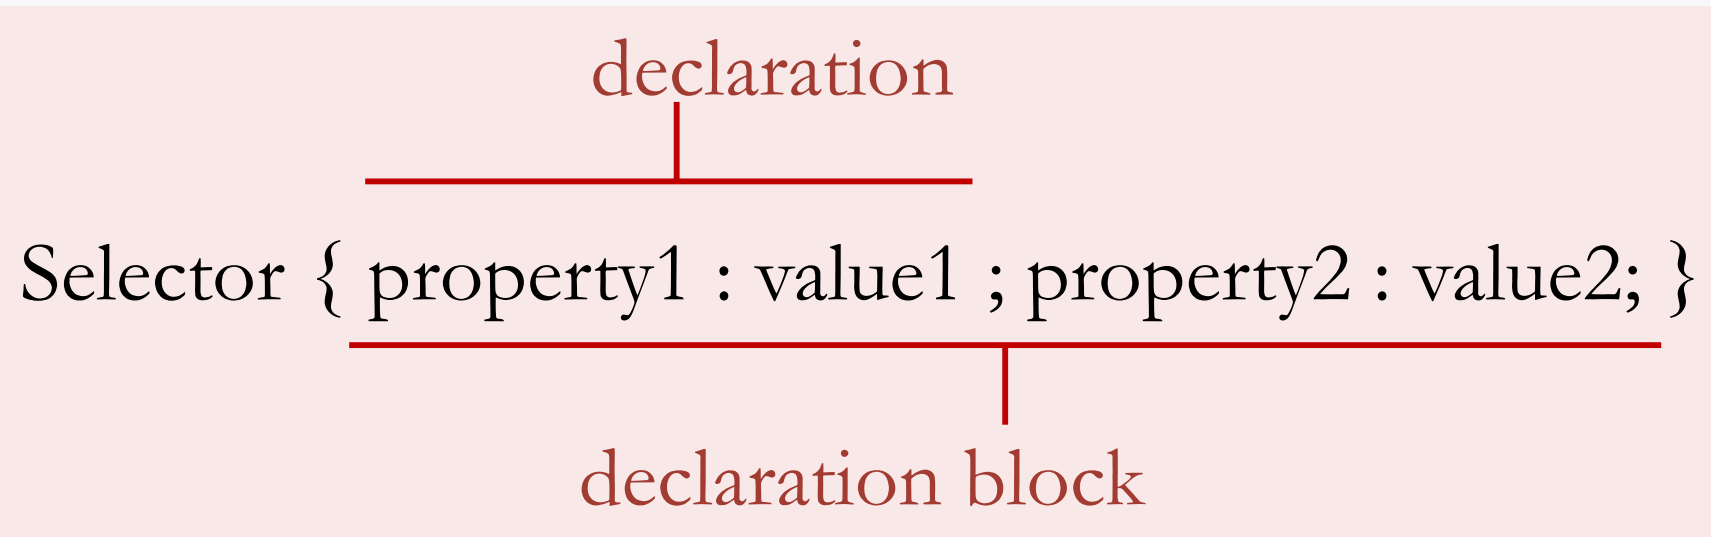 declaration
Selector { property1 : value1 ; property2 : value2; }
declaration block